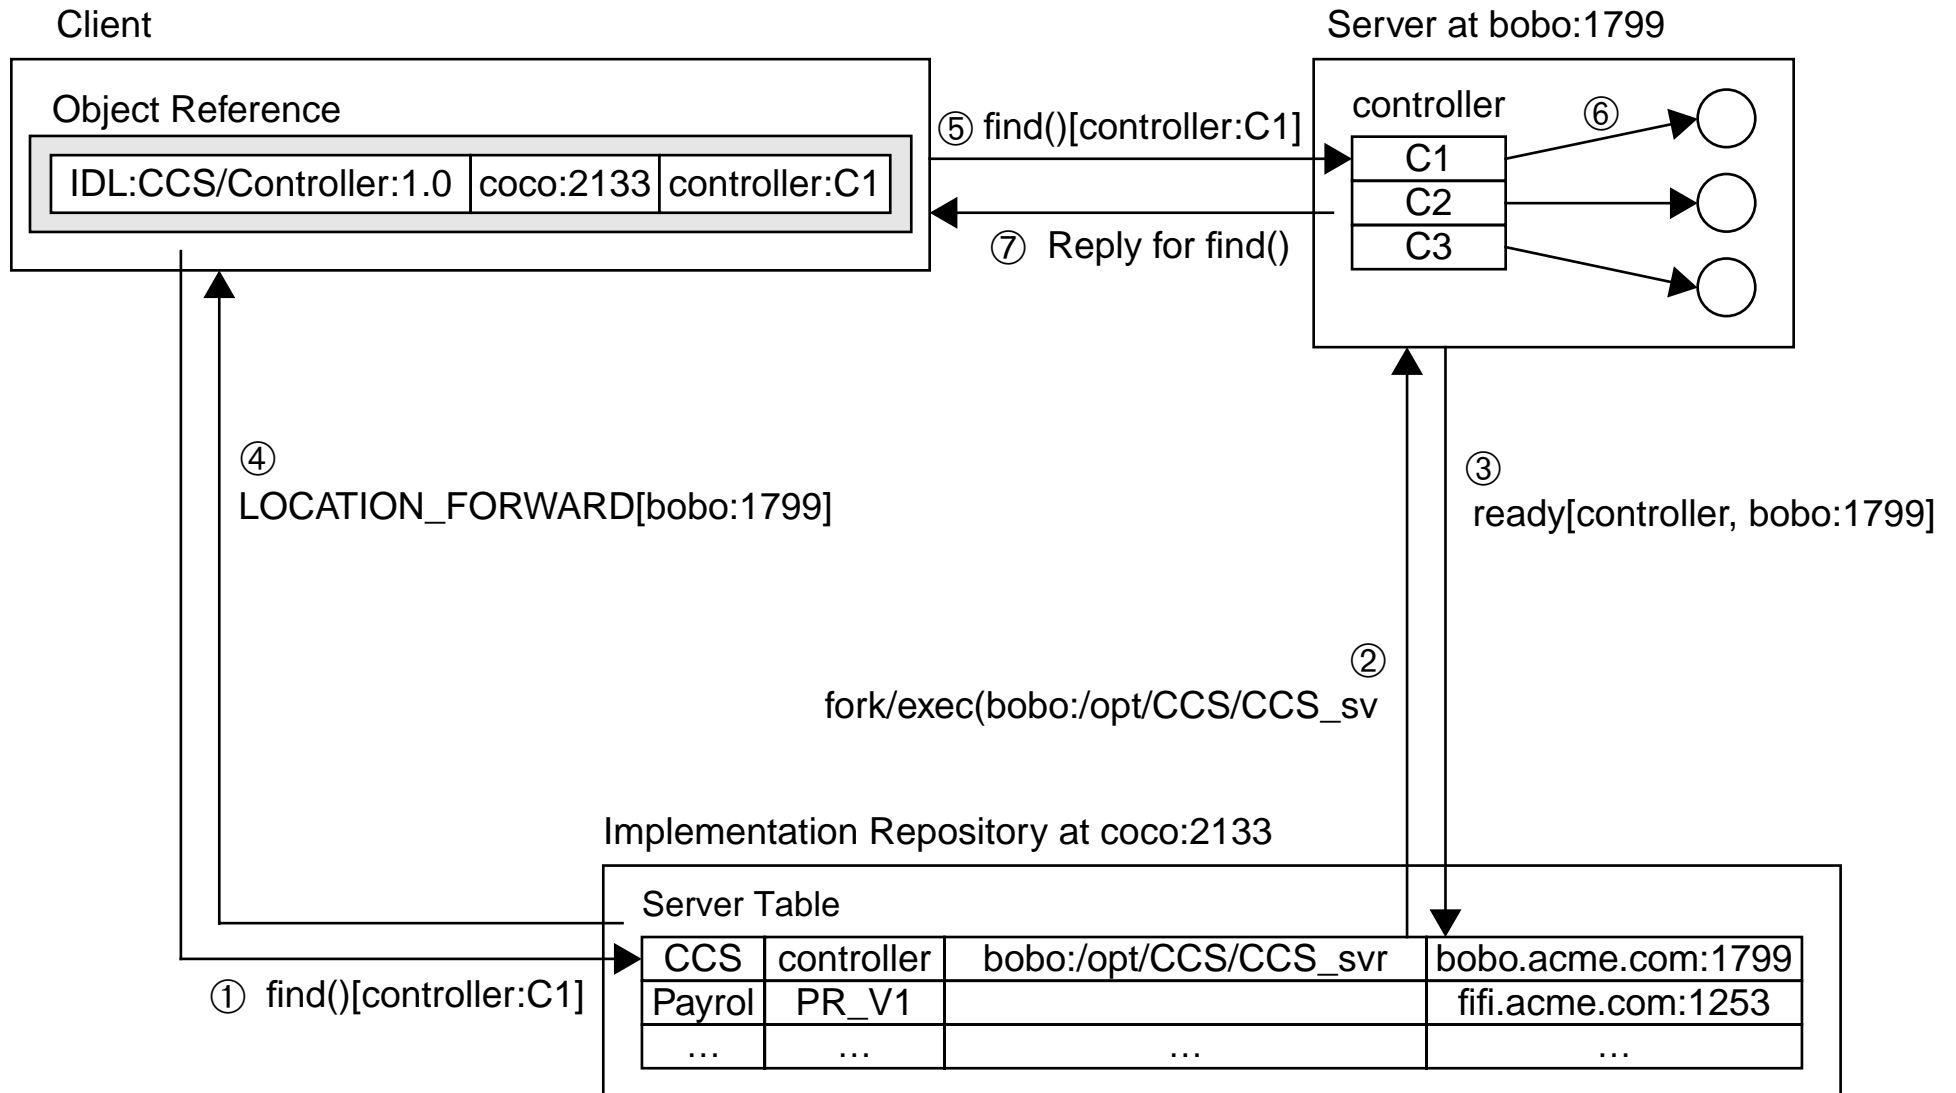 Client
Server at bobo:1799
Object Reference
IDL:CCS/Controller:1.0 coco:2133 controller:C1
⑤ find()[controller:C1]
⑦ Reply for find()
controller
⑥
C1
C2
C3
④
LOCATION_FORWARD[bobo:1799]
③
ready[controller, bobo:1799]
②
fork/exec(bobo:/opt/CCS/CCS_sv
Implementation Repository at coco:2133
Server Table
① find()[controller:C1]
CCS controller bobo:/opt/CCS/CCS_svr bobo.acme.com:1799
Payrol PR_V1 fifi.acme.com:1253
… … … …